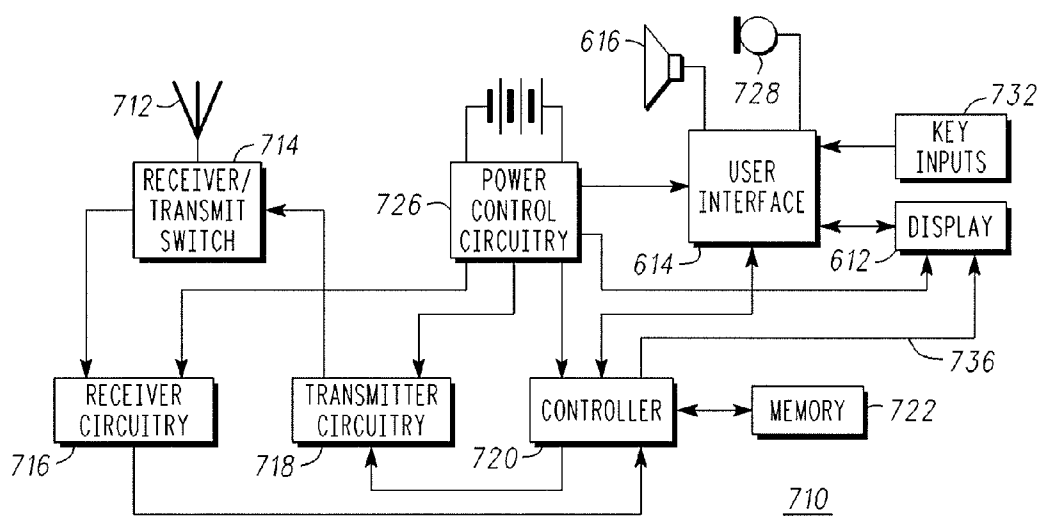 616
728
732
KEY
INPUTS
712
714
RECEIVER/
TRANSMIT
SWITCH
726
POWER
CONTROL
CIRCUITRY
USER
INTERFACE
614
DISPLAY
612
736
RECEIVER
CIRCUITRY
716
TRANSMITTER
CIRCUITRY
718
CONTROLLER
720
MEMORY
722
710